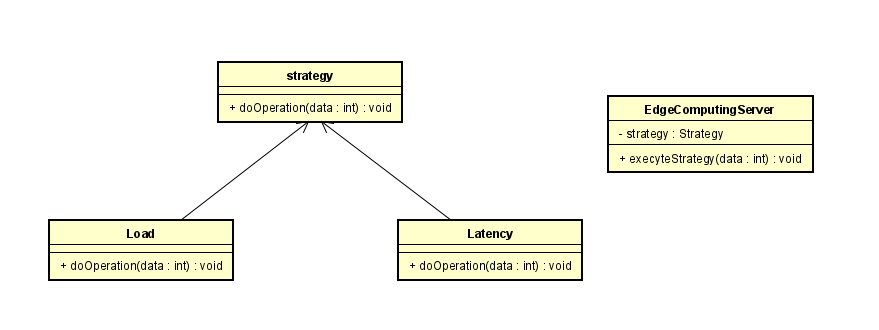 strategy
+ doOperation(data : int) : void
EdgeComputingServer
- strategy : Strategy
+ execyteStrategy(data : int) : void
Load
+ doOperation(data : int) : void
Latency
+ doOperation(data : int) : void